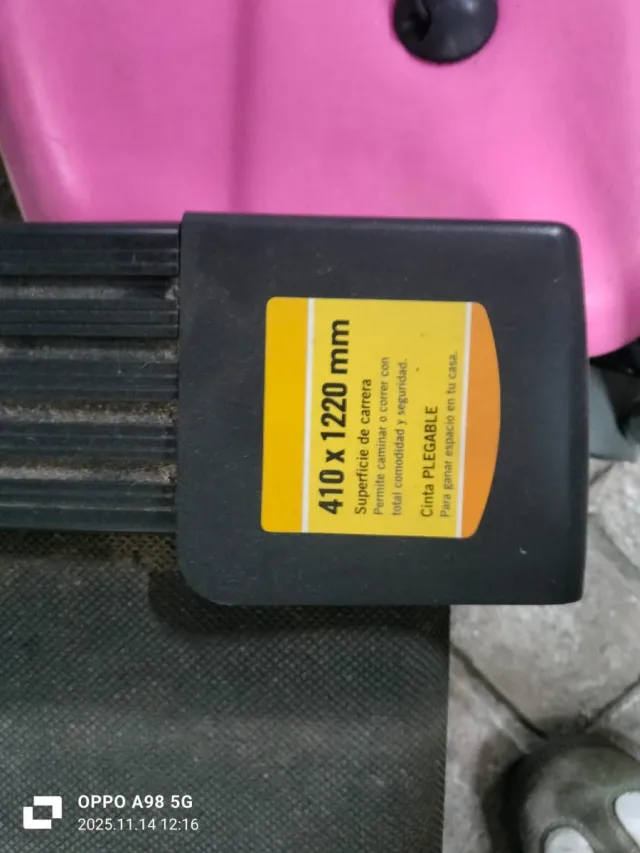 410 x 1220 mm
Superficie de carrera
Permite caminar o correr con
total comodidad y seguridad.
Cinta PLEGABLE
Para ganar espacio en tu casa.
OPPO A98 5G
2025.11.14 12:16